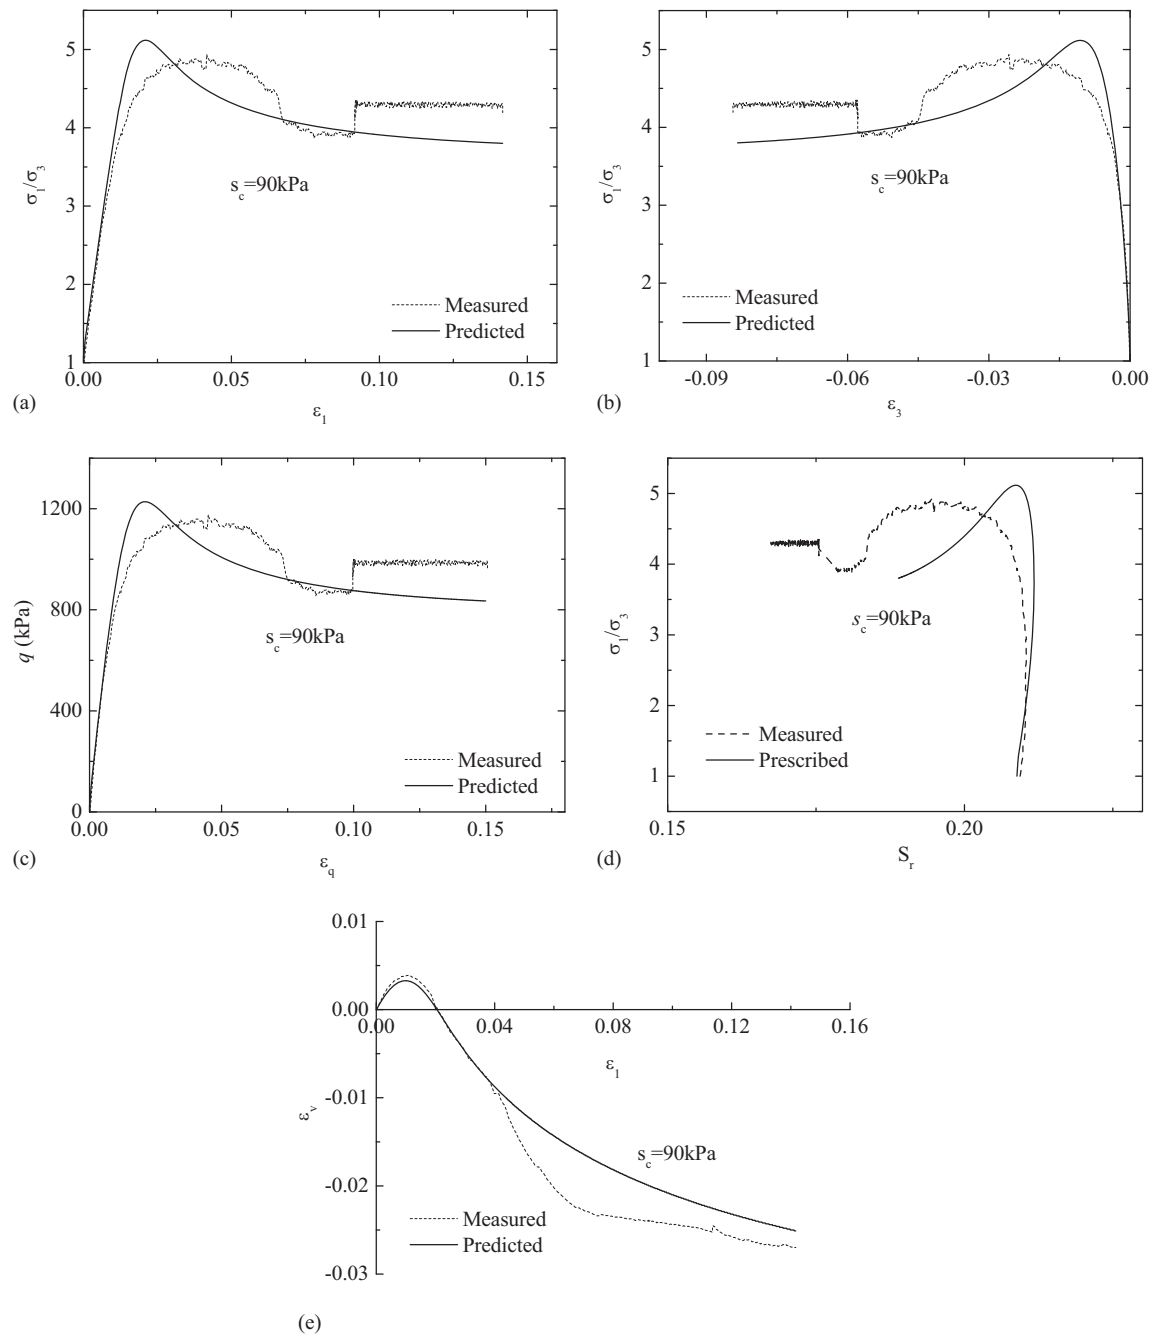 5
4
3
2
1
σ1/σ3
sc=90kPa
Measured
Predicted
0.00
0.05
0.10
0.15
ε1
(a)
5
4
3
2
1
σ1/σ3
sc=90kPa
Measured
Predicted
-0.09
-0.06
-0.03
0.00
ε3
(b)
1200
800
400
0
q (kPa)
sc=90kPa
Measured
Predicted
0.00
0.05
0.10
0.15
εq
(c)
5
4
3
2
1
σ1/σ3
sc=90kPa
Measured
Prescribed
0.15
0.20
Sr
(d)
0.01
0.00
-0.01
-0.02
-0.03
εv
0.00
0.04
0.08
0.12
0.16
ε1
sc=90kPa
Measured
Predicted
(e)